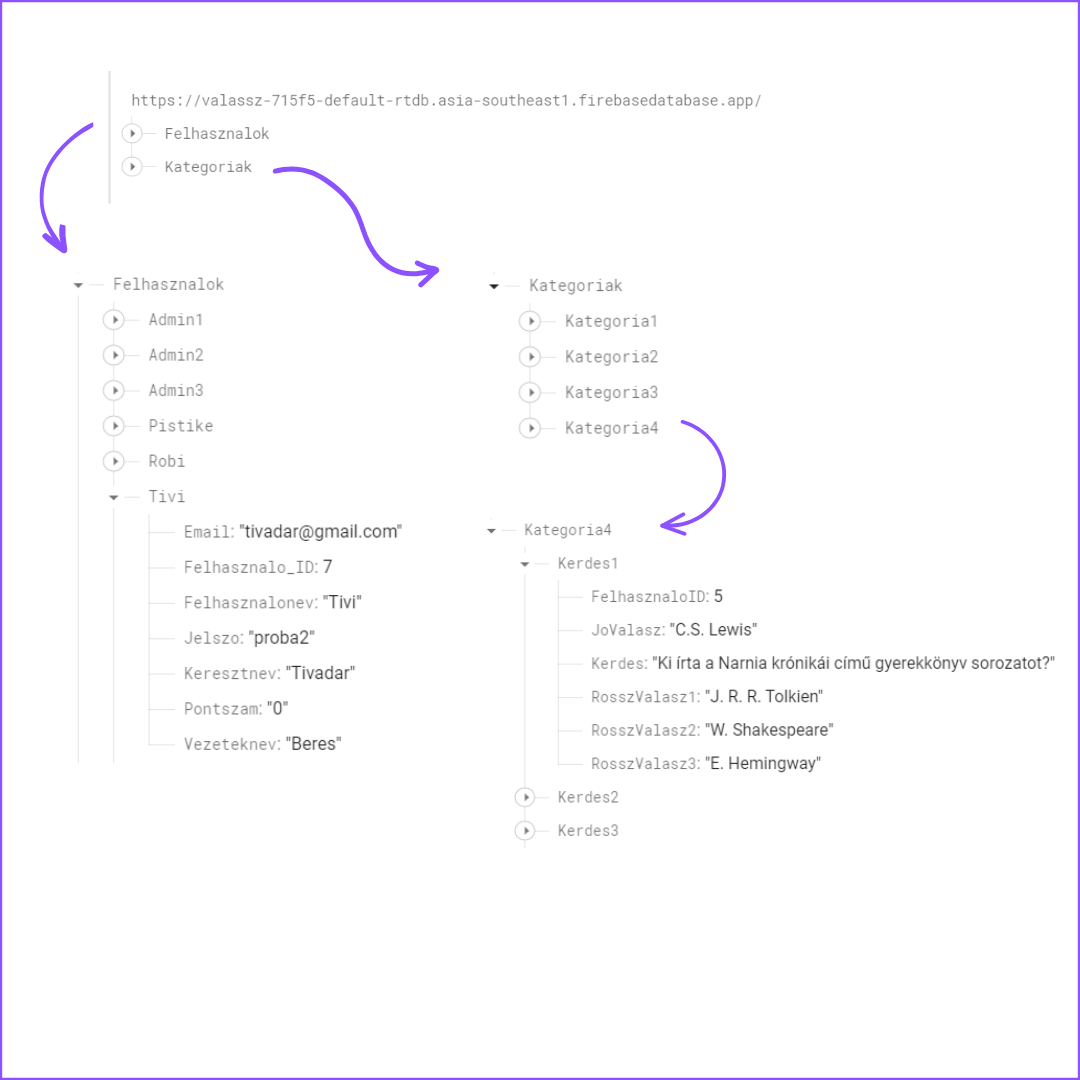 https://valassz-715f5-default-rtdb.asia-southeast1.firebasedatabase.app/
Felhasznalok
Kategoriak
Felhasznalok
Admin1
Admin2
Admin3
Pistike
Robi
Tivi
Email: "tivadar@gmail.com"
Felhasznalo_ID: 7
Felhasznalonev: "Tivi"
Jelszo: "proba2"
Keresztnev: "Tivadar"
Pontszam: "0"
Vezeteknev: "Beres"
Kategoriak
Kategoria1
Kategoria2
Kategoria3
Kategoria4
Kategoria4
Kerdes1
FelhasznaloID: 5
JoValasz: "C.S. Lewis"
Kerdes: "Ki írta a Narnia krónikái című gyerekkönyv sorozatot?"
RosszValasz1: "J. R. R. Tolkien"
RosszValasz2: "W. Shakespeare"
RosszValasz3: "E. Hemingway"
Kerdes2
Kerdes3